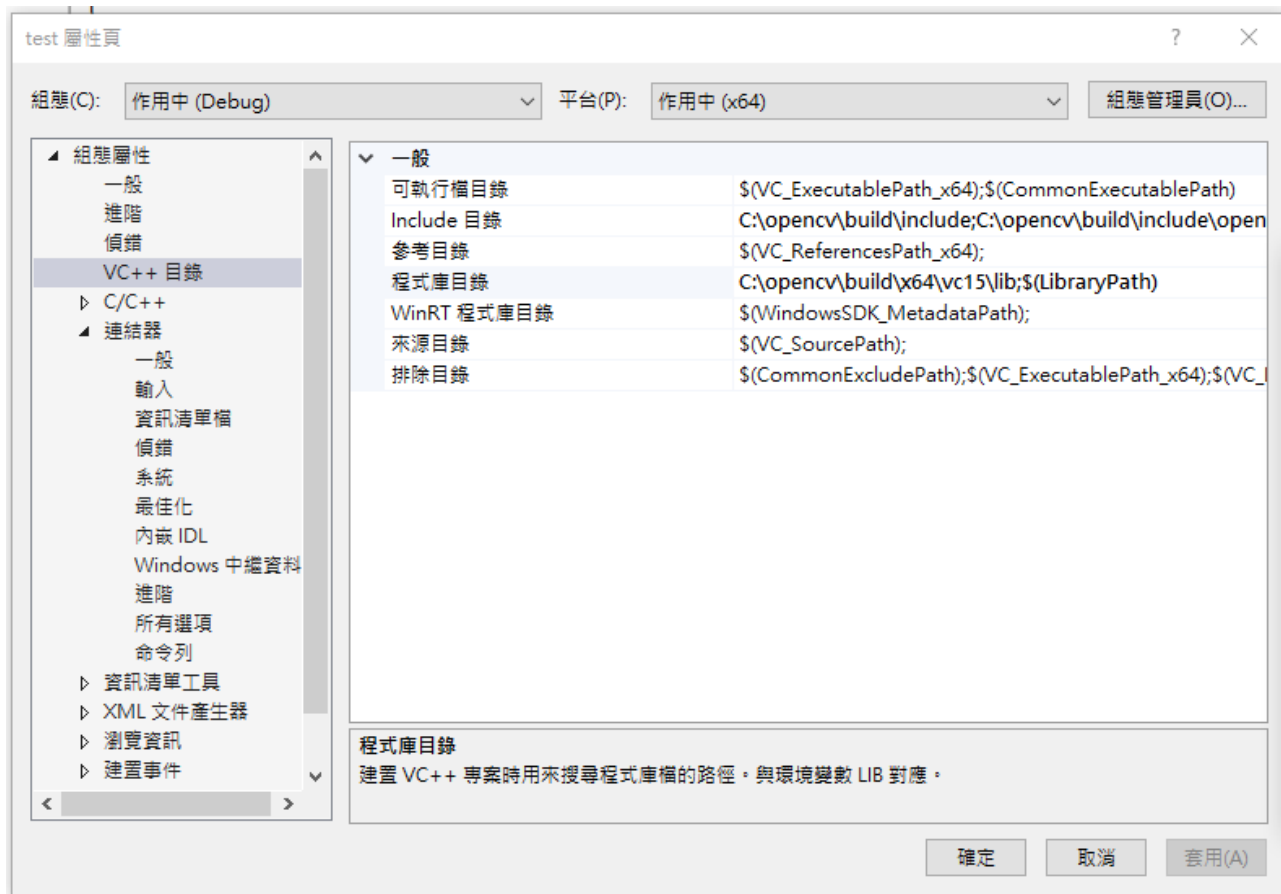 test 屬性頁
組態(C): 作用中 (Debug) 平台(P): 作用中 (x64) 組態管理員(O)...
組態屬性
一般
進階
偵錯
VC++ 目錄
C/C++
連結器
一般
輸入
資訊清單檔
偵錯
系統
最佳化
內嵌 IDL
Windows 中繼資料
進階
所有選項
命令列
資訊清單工具
XML 文件產生器
瀏覽資訊
建置事件
一般
可執行檔目錄 $(VC_ExecutablePath_x64);$(CommonExecutablePath)
Include 目錄 C:\opencv\build\include;C:\opencv\build\include\open
參考目錄 $(VC_ReferencesPath_x64);
程式庫目錄 C:\opencv\build\x64\vc15\lib;$(LibraryPath)
WinRT 程式庫目錄 $(WindowsSDK_MetadataPath);
來源目錄 $(VC_SourcePath);
排除目錄 $(CommonExcludePath);$(VC_ExecutablePath_x64);$(VC_
程式庫目錄
建置 VC++ 專案時用來搜尋程式庫檔的路徑。與環境變數 LIB 對應。
確定 取消 套用(A)